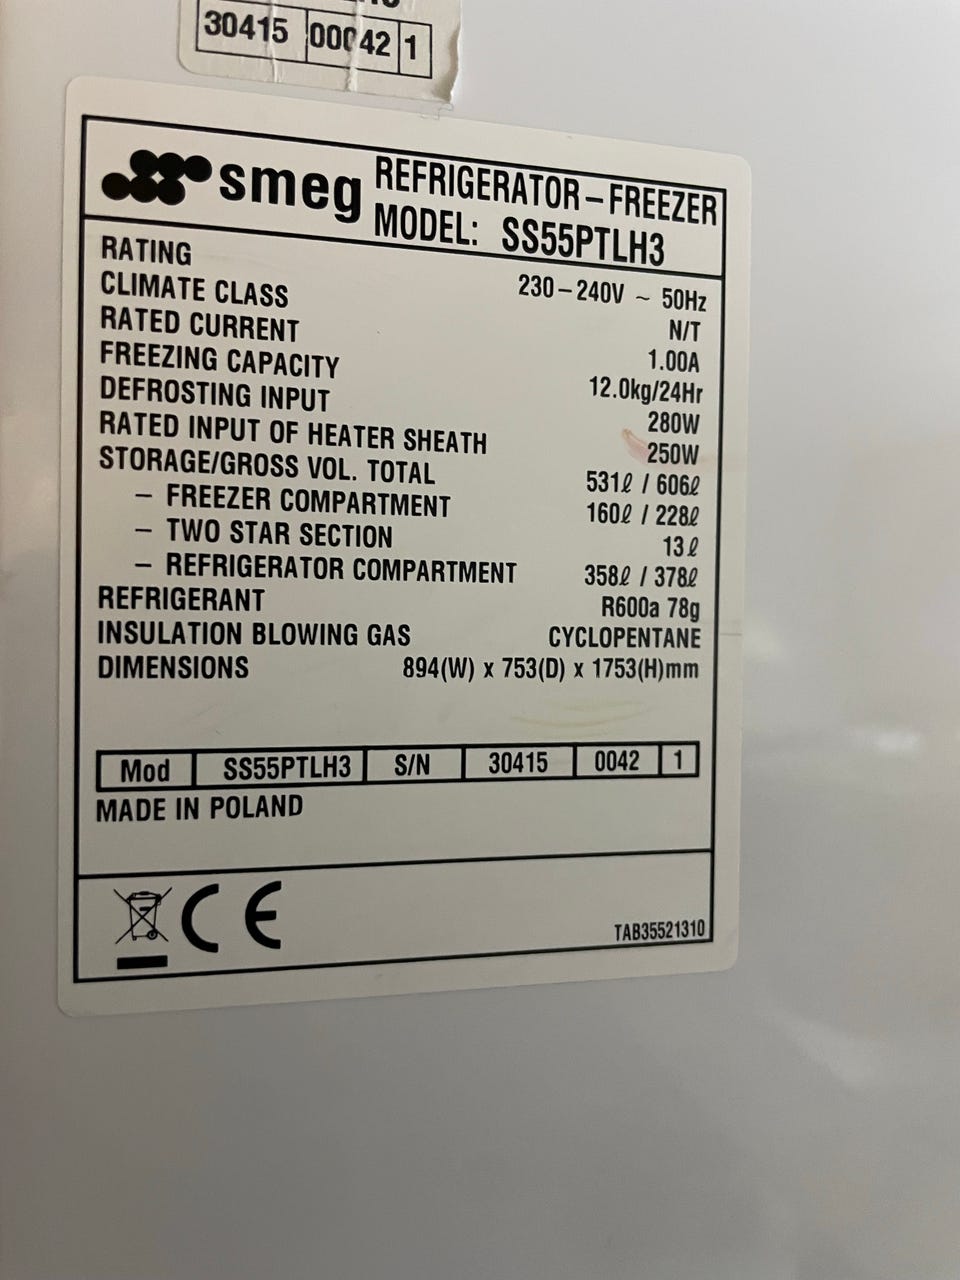 30415 00042 1
smeg REFRIGERATOR – FREEZER
MODEL: SS55PTLH3
RATING 230 – 240V ~ 50Hz
CLIMATE CLASS N/T
RATED CURRENT 1.00A
FREEZING CAPACITY 12.0kg/24Hr
DEFROSTING INPUT 280W
RATED INPUT OF HEATER SHEATH 250W
STORAGE/GROSS VOL. TOTAL 531ℓ / 606ℓ
– FREEZER COMPARTMENT 160ℓ / 228ℓ
– TWO STAR SECTION 13ℓ
– REFRIGERATOR COMPARTMENT 358ℓ / 378ℓ
REFRIGERANT R600a 78g
INSULATION BLOWING GAS CYCLOPENTANE
DIMENSIONS 894(W) x 753(D) x 1753(H)mm
Mod SS55PTLH3 S/N 30415 0042 1
MADE IN POLAND
CE
TAB35521310